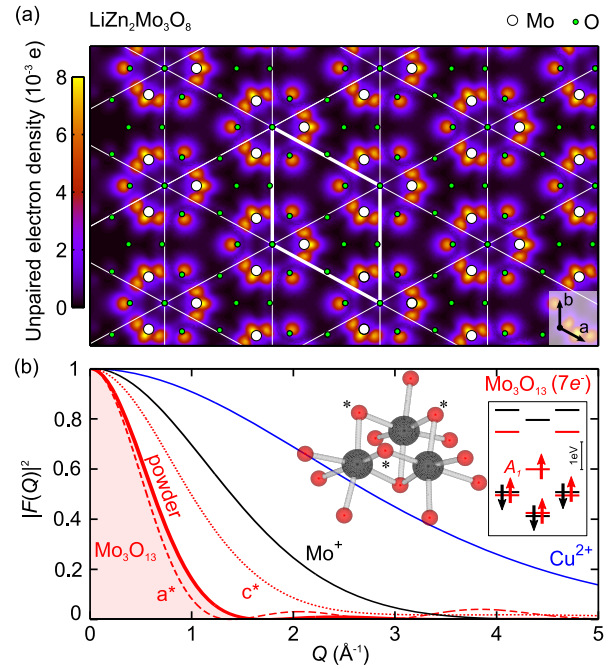 (a)
LiZn₂Mo₃O₈
Mo
O
Unpaired electron density (10⁻³ e)
8
6
4
2
0
b
a
(b)
|F(Q)|²
1
0.8
0.6
0.4
0.2
0
powder
Mo₃O₁₃
a*
c*
Mo⁺
Cu²⁺
*
*
*
Mo₃O₁₃ (7e⁻)
A₁
1eV
0
1
2
3
4
5
Q (Å⁻¹)